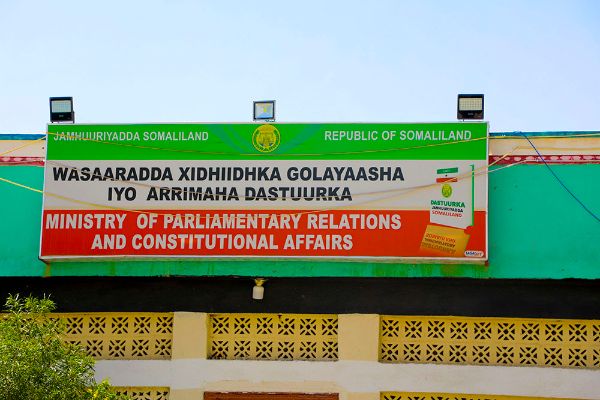 JAMHUURIYADDA SOMALILAND
REPUBLIC OF SOMALILAND
WASAARADDA XIDHIIDHKA GOLAYAASHA
IYO ARRIMAHA DASTUURKA
MINISTRY OF PARLIAMENTARY RELATIONS
AND CONSTITUTIONAL AFFAIRS
DASTUURKA
JAMHUURIYADDA
SOMALILAND